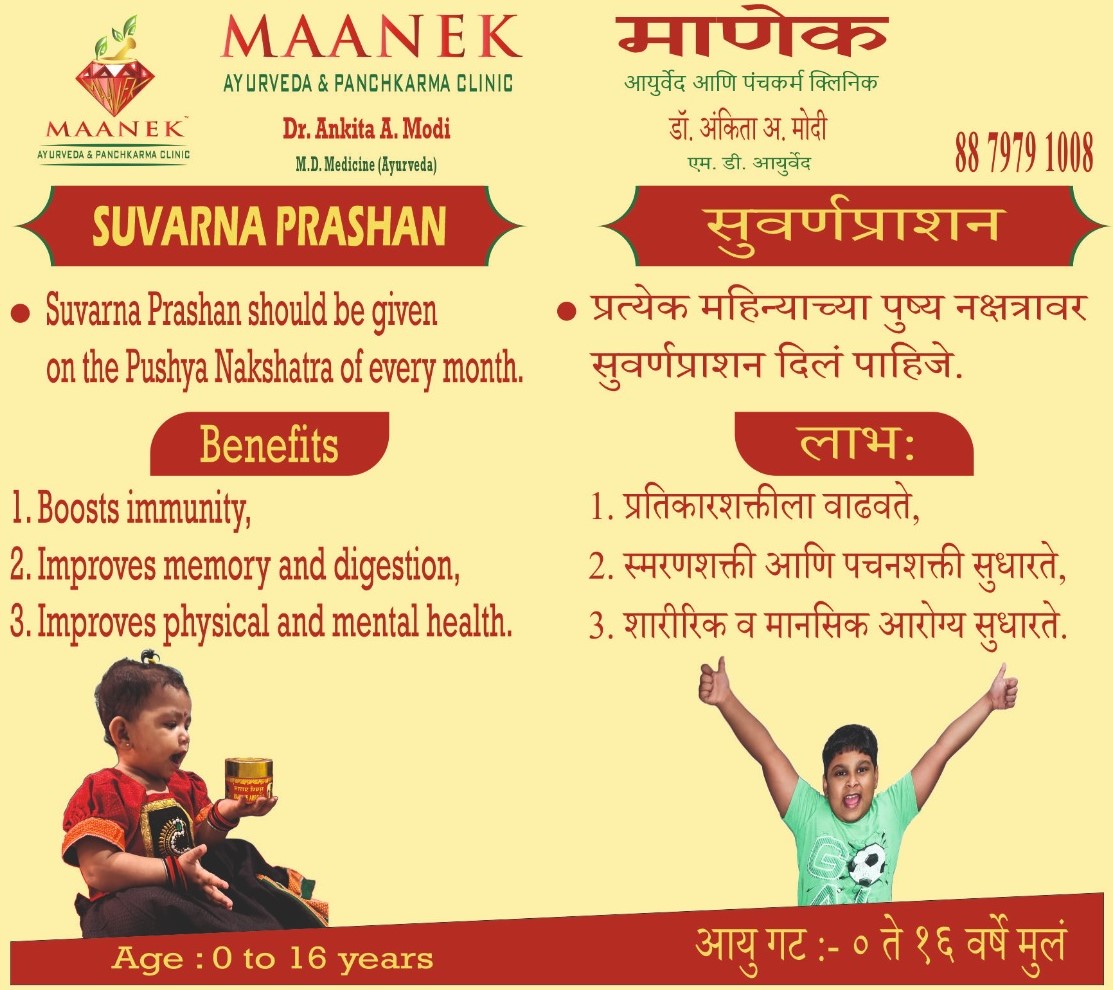 MAANEK™
AYURVEDA & PANCHKARMA CLINIC
MAANEK
AYURVEDA & PANCHKARMA CLINIC
Dr. Ankita A. Modi
M.D. Medicine (Ayurveda)
माणेक
आयुर्वेद आणि पंचकर्म क्लिनिक
डॉ. अंकिता अ. मोदी
एम. डी. आयुर्वेद
88 7979 1008
SUVARNA PRASHAN
Suvarna Prashan should be given
on the Pushya Nakshatra of every month.
Benefits
1. Boosts immunity,
2. Improves memory and digestion,
3. Improves physical and mental health.
सुवर्णप्राशन
प्रत्येक महिन्याच्या पुष्य नक्षत्रावर
सुवर्णप्राशन दिलं पाहिजे.
लाभ:
1. प्रतिकारशक्तीला वाढवते,
2. स्मरणशक्ती आणि पचनशक्ती सुधारते,
3. शारीरिक व मानसिक आरोग्य सुधारते.
GOAL
Age : 0 to 16 years
आयु गट :- ० ते १६ वर्षे मुलं